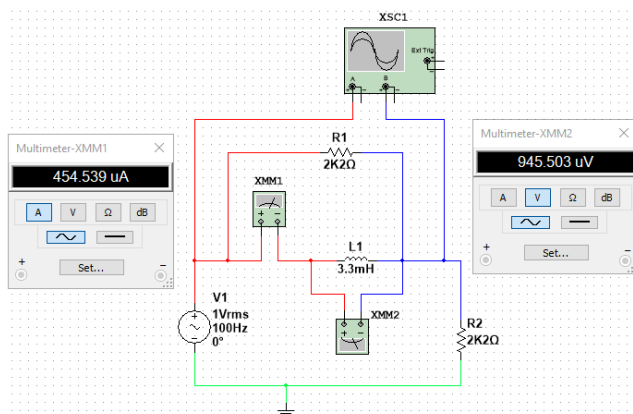 XSC1
Ext Trig
+
-
A
B
+ - + -
R1
2K2Ω
Multimeter-XMM1 ×
454.539 uA
A V Ω dB
+ -
Set...
XMM1
+ -
L1
3.3mH
Multimeter-XMM2 ×
945.503 uV
A V Ω dB
+ -
Set...
V1
1Vrms
100Hz
0°
XMM2
+ -
R2
2K2Ω